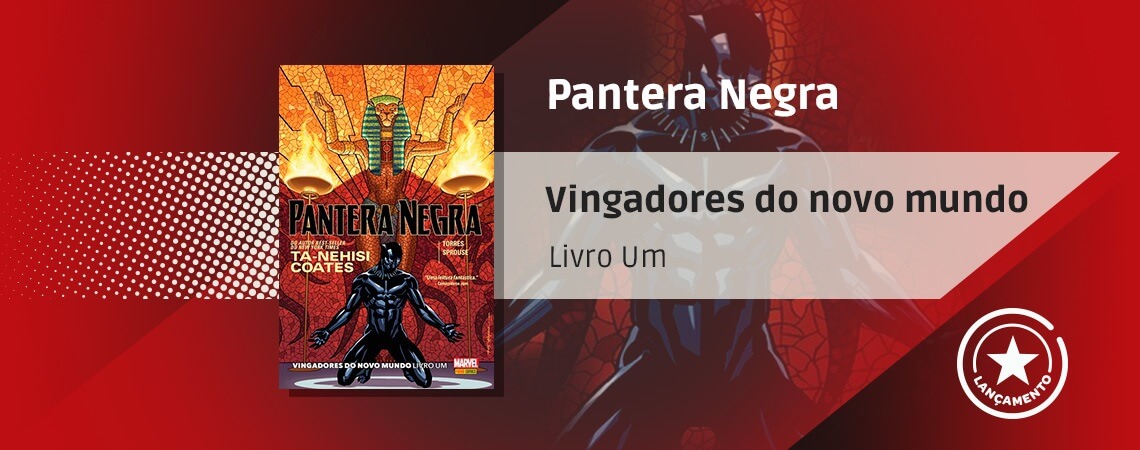 Pantera Negra
Vingadores do novo mundo
Livro Um
PANTERA NEGRA
DO AUTOR BEST-SELLER
DO NEW YORK TIMES
TA-NEHISI
COATES
TORRES
SPROUSE
"Uma leitura fantástica."
VINGADORES DO NOVO MUNDO LIVRO UM
MARVEL
LANÇAMENTO